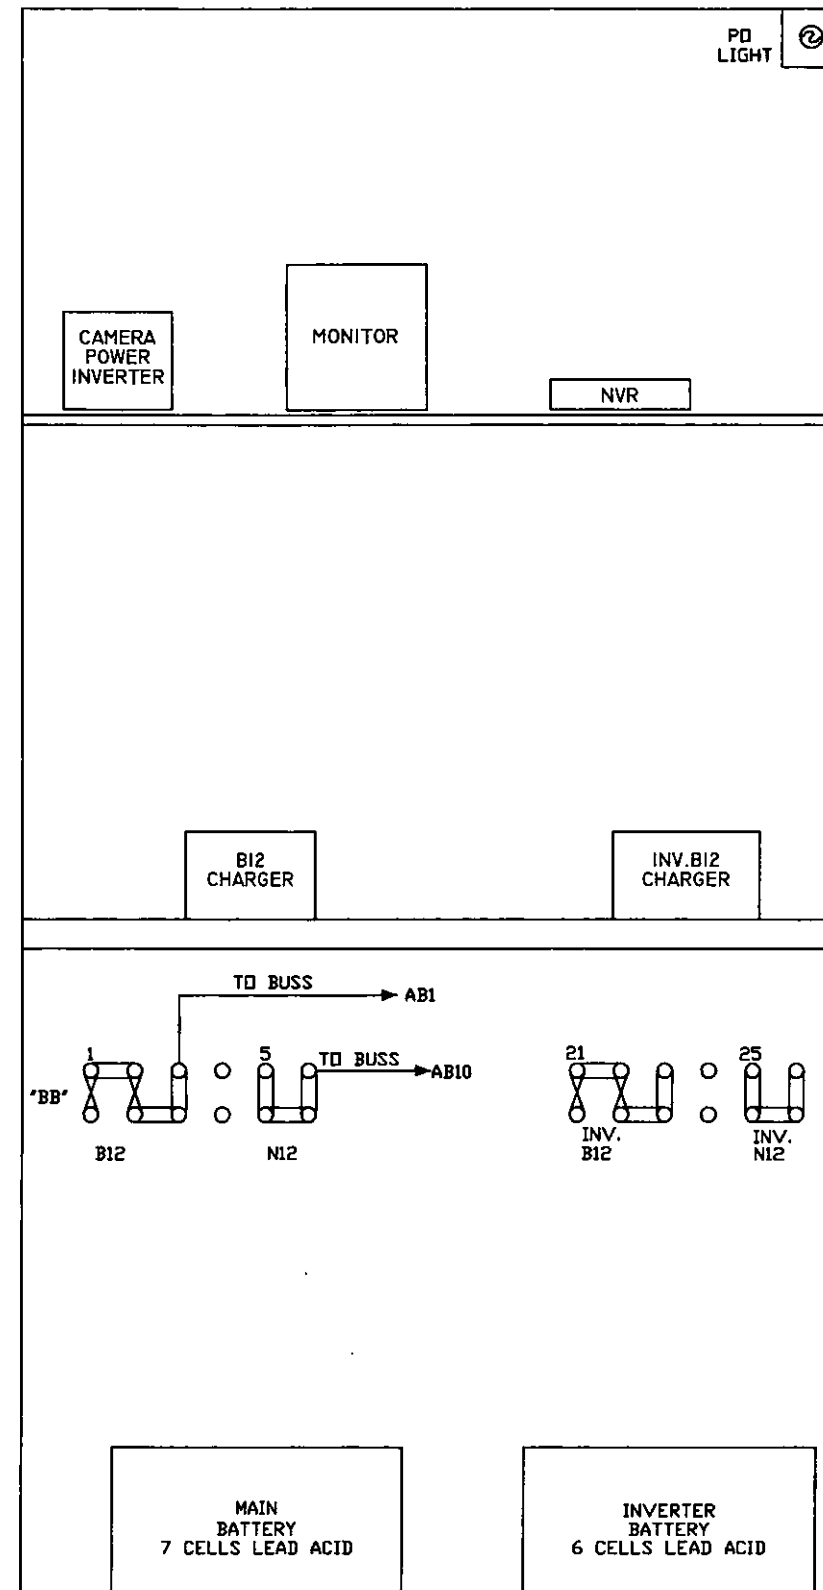 PO
LIGHT
CAMERA
POWER
INVERTER
MONITOR
NVR
B12
CHARGER
INV.B12
CHARGER
TO BUSS
AB1
1
5
TO BUSS
AB10
21
25
"BB"
B12
N12
INV.
B12
INV.
N12
MAIN
BATTERY
7 CELLS LEAD ACID
INVERTER
BATTERY
6 CELLS LEAD ACID